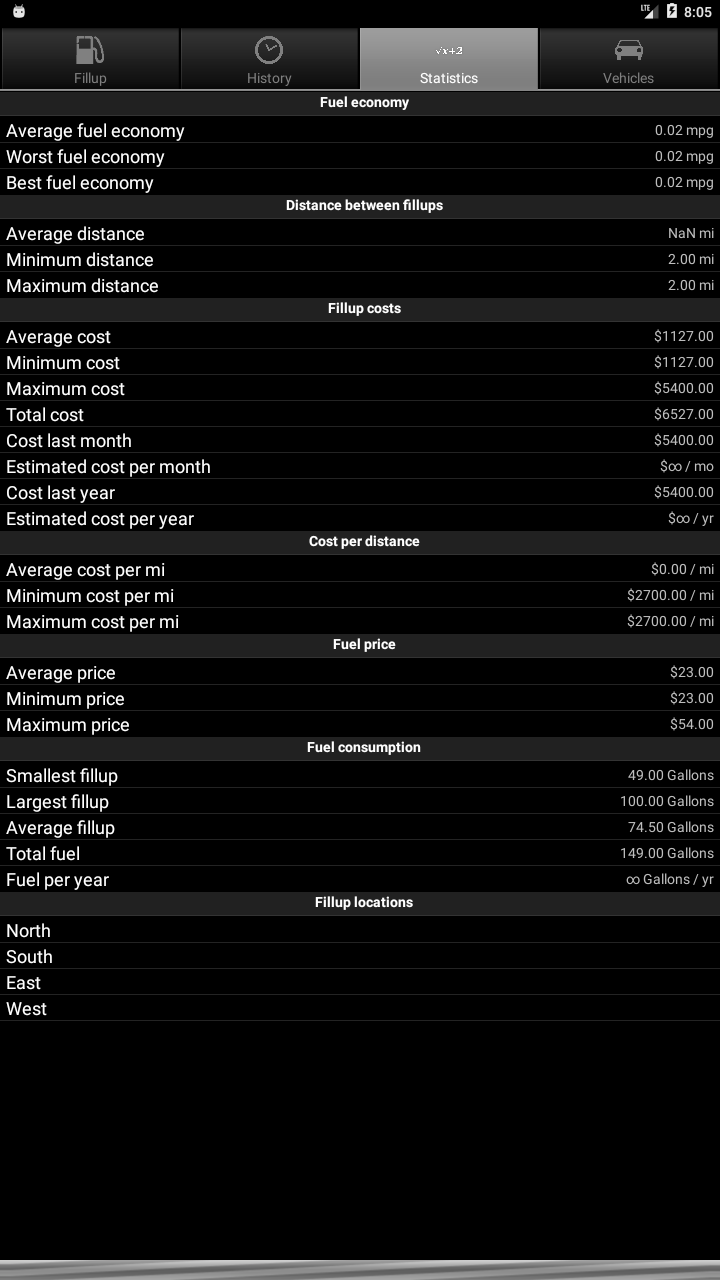 LTE 8:05
√x+2
Fillup History Statistics Vehicles
Fuel economy
Average fuel economy 0.02 mpg
Worst fuel economy 0.02 mpg
Best fuel economy 0.02 mpg
Distance between fillups
Average distance NaN mi
Minimum distance 2.00 mi
Maximum distance 2.00 mi
Fillup costs
Average cost $1127.00
Minimum cost $1127.00
Maximum cost $5400.00
Total cost $6527.00
Cost last month $5400.00
Estimated cost per month $∞ / mo
Cost last year $5400.00
Estimated cost per year $∞ / yr
Cost per distance
Average cost per mi $0.00 / mi
Minimum cost per mi $2700.00 / mi
Maximum cost per mi $2700.00 / mi
Fuel price
Average price $23.00
Minimum price $23.00
Maximum price $54.00
Fuel consumption
Smallest fillup 49.00 Gallons
Largest fillup 100.00 Gallons
Average fillup 74.50 Gallons
Total fuel 149.00 Gallons
Fuel per year ∞ Gallons / yr
Fillup locations
North
South
East
West